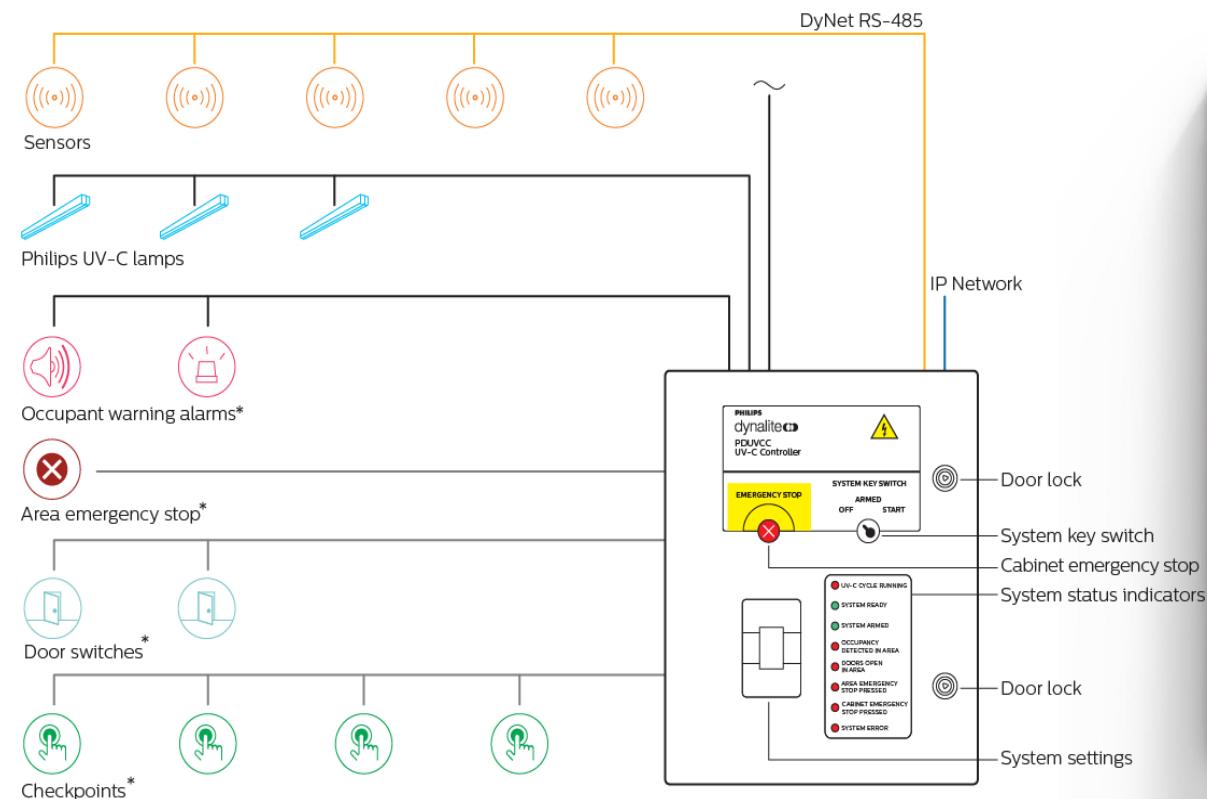 DyNet RS-485
Sensors
Philips UV-C lamps
IP Network
Occupant warning alarms*
Area emergency stop*
Door switches*
Checkpoints*
PHILIPS
dynalite
PDUVCC
UV-C Controller
EMERGENCY STOP
SYSTEM KEY SWITCH
ARMED
OFF START
UV-C CYCLE RUNNING
SYSTEM READY
SYSTEM ARMED
OCCUPANCY
DETECTED IN AREA
DOORS OPEN
IN AREA
AREA EMERGENCY
STOP PRESSED
CABINET EMERGENCY
STOP PRESSED
SYSTEM ERROR
Door lock
System key switch
Cabinet emergency stop
System status indicators
Door lock
System settings